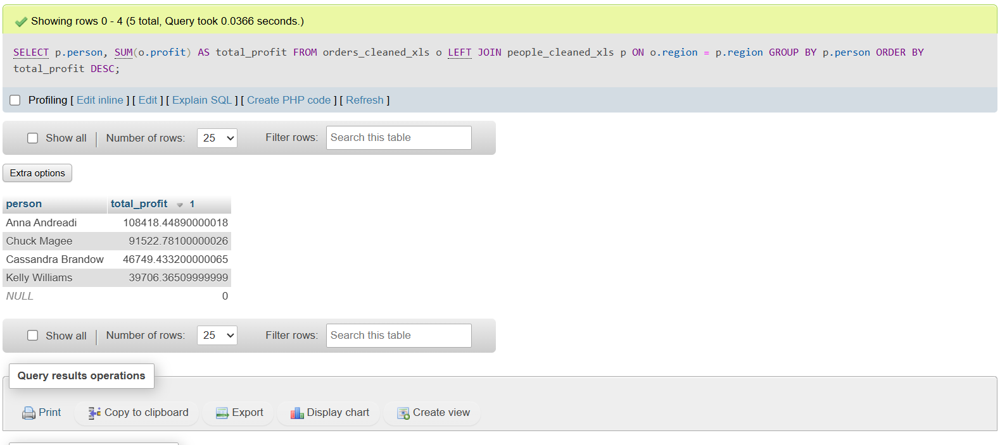 Showing rows 0 - 4 (5 total, Query took 0.0366 seconds.)
SELECT p.person, SUM(o.profit) AS total_profit FROM orders_cleaned_xls o LEFT JOIN people_cleaned_xls p ON o.region = p.region GROUP BY p.person ORDER BY
total_profit DESC;
Profiling [ Edit inline ] [ Edit ] [ Explain SQL ] [ Create PHP code ] [ Refresh ]
Show all Number of rows: 25 Filter rows: Search this table
Extra options
person total_profit 1
Anna Andreadi 108418.44890000018
Chuck Magee 91522.78100000026
Cassandra Brandow 46749.433200000065
Kelly Williams 39706.36509999999
NULL 0
Show all Number of rows: 25 Filter rows: Search this table
Query results operations
Print Copy to clipboard Export Display chart Create view